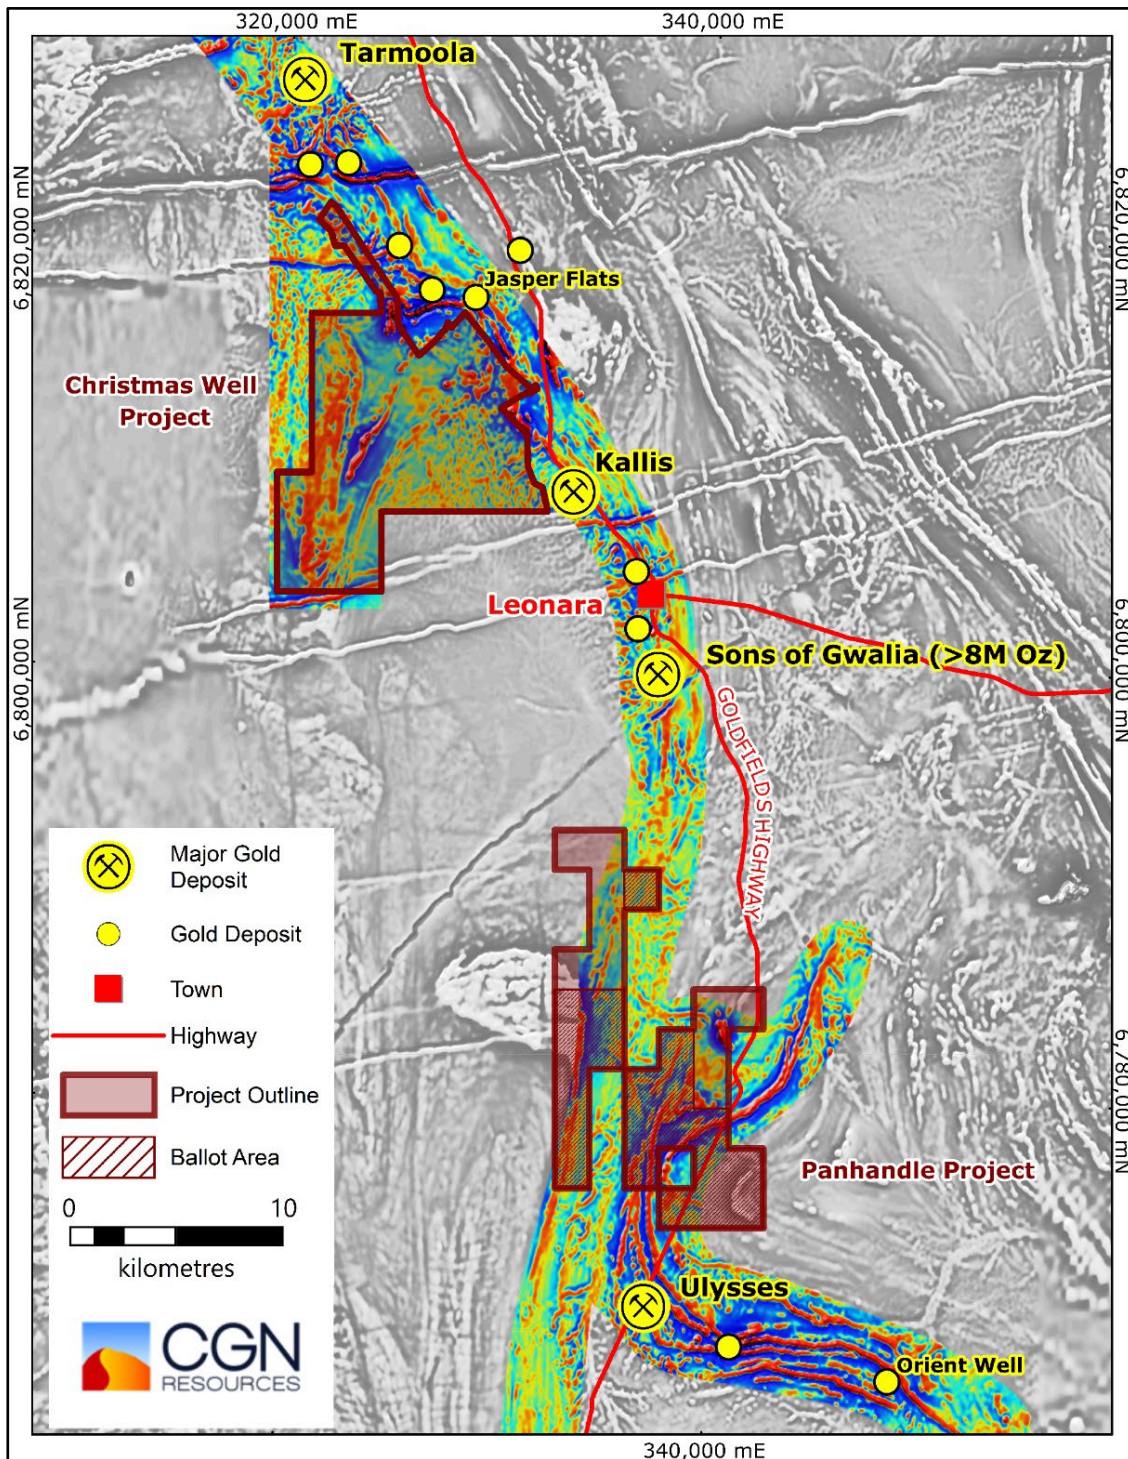 320,000 mE
340,000 mE
Tarmoola
6,820,000 mN
6,820,000 mN
Jasper Flats
Christmas Well
Project
Kallis
Leonara
Sons of Gwalia (>8M Oz)
6,800,000 mN
6,800,000 mN
GOLDFIELDS HIGHWAY
Major Gold
Deposit
Gold Deposit
Town
Highway
Project Outline
Ballot Area
0 10
kilometres
CGN
RESOURCES
6,780,000 mN
Panhandle Project
Ulysses
Orient Well
340,000 mE